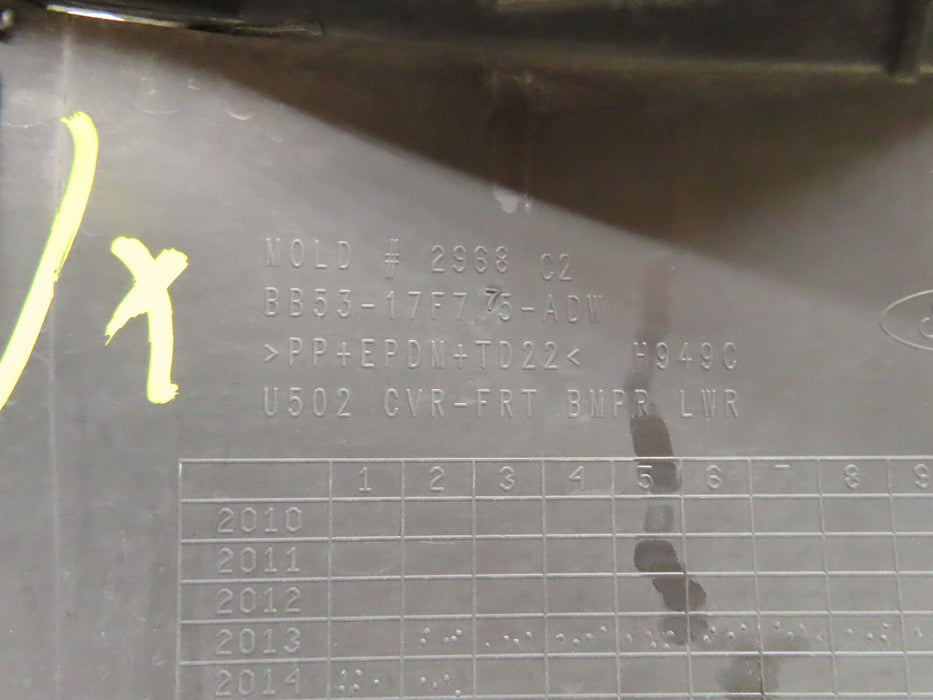 MOLD # 2968 C2
BB53-17F775-ADW
>PP+EPDM+TD22< H949C
U502 CVR-FRT BMPR LWR
1 2 3 4 5 6 7 8 9
2010
2011
2012
2013
2014